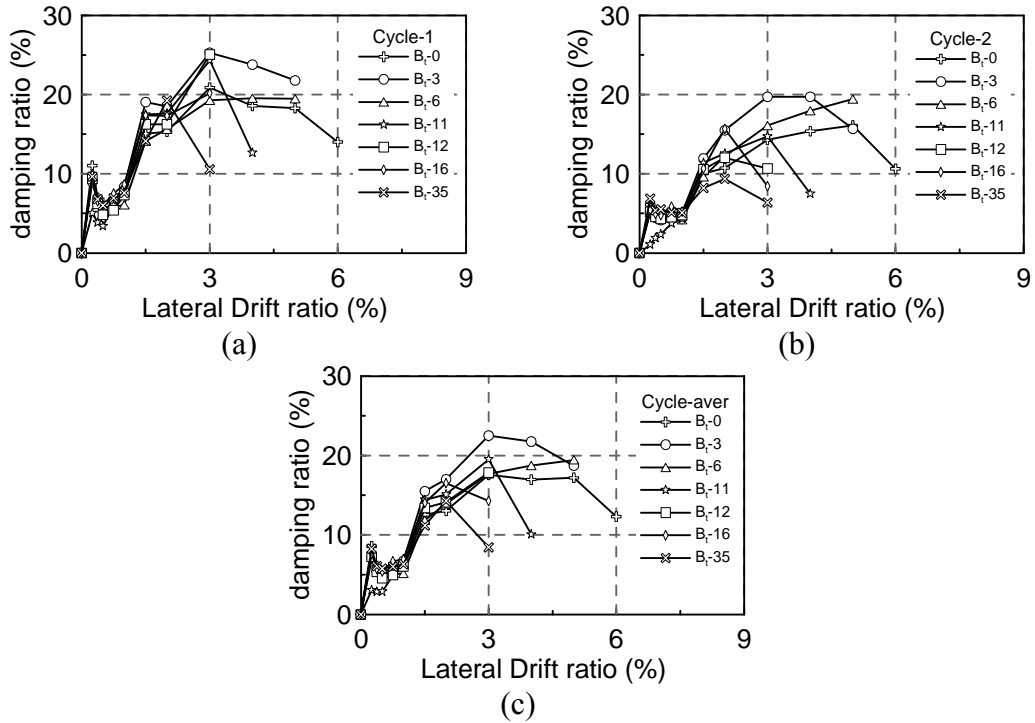 30
20
10
0
damping ratio (%)
Cycle-1
Bt-0
Bt-3
Bt-6
Bt-11
Bt-12
Bt-16
Bt-35
0 3 6 9
Lateral Drift ratio (%)
(a)
30
20
10
0
damping ratio (%)
Cycle-2
Bt-0
Bt-3
Bt-6
Bt-11
Bt-12
Bt-16
Bt-35
0 3 6 9
Lateral Drift ratio (%)
(b)
30
20
10
0
damping ratio (%)
Cycle-aver
Bt-0
Bt-3
Bt-6
Bt-11
Bt-12
Bt-16
Bt-35
0 3 6 9
Lateral Drift ratio (%)
(c)